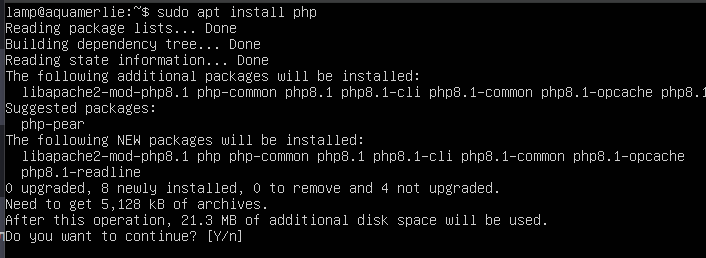 lamp@aquamerlie:~$ sudo apt install php
Reading package lists... Done
Building dependency tree... Done
Reading state information... Done
The following additional packages will be installed:
  libapache2-mod-php8.1 php-common php8.1 php8.1-cli php8.1-common php8.1-opcache php8.1
Suggested packages:
  php-pear
The following NEW packages will be installed:
  libapache2-mod-php8.1 php php-common php8.1 php8.1-cli php8.1-common php8.1-opcache
  php8.1-readline
0 upgraded, 8 newly installed, 0 to remove and 4 not upgraded.
Need to get 5,128 kB of archives.
After this operation, 21.3 MB of additional disk space will be used.
Do you want to continue? [Y/n]